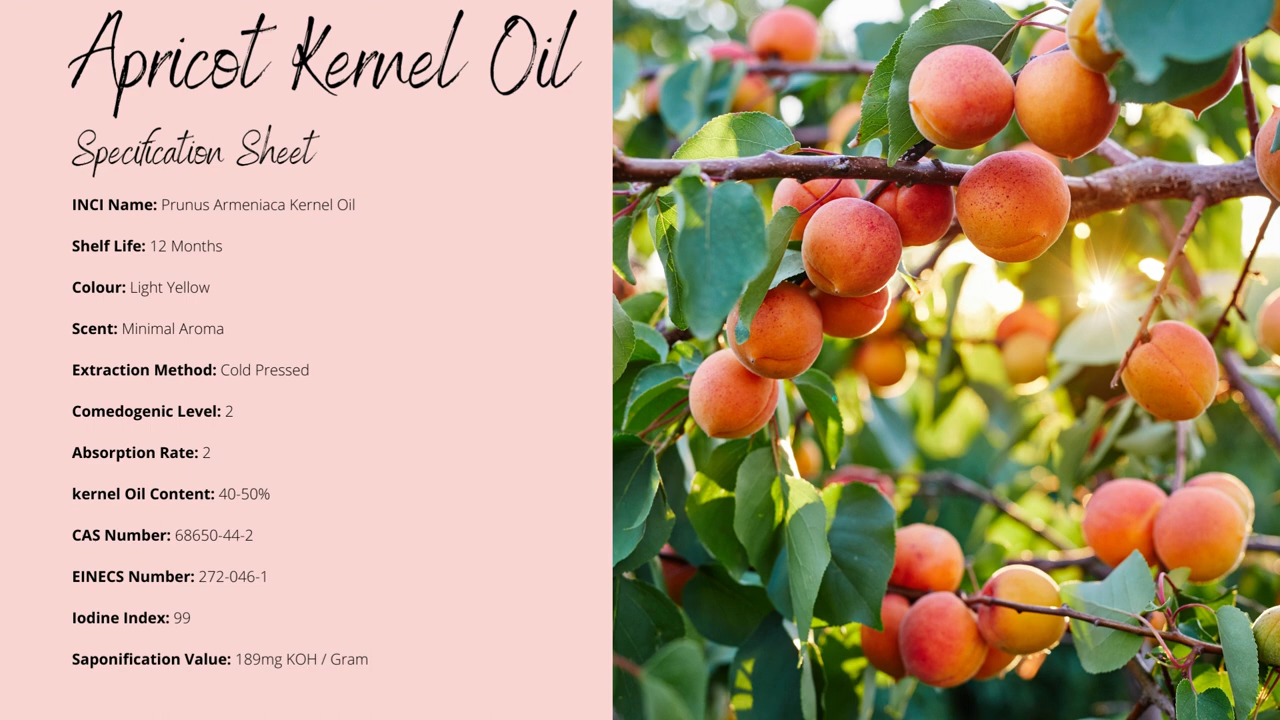 Apricot Kernel Oil
Specification Sheet
INCI Name: Prunus Armeniaca Kernel Oil
Shelf Life: 12 Months
Colour: Light Yellow
Scent: Minimal Aroma
Extraction Method: Cold Pressed
Comedogenic Level: 2
Absorption Rate: 2
kernel Oil Content: 40-50%
CAS Number: 68650-44-2
EINECS Number: 272-046-1
Iodine Index: 99
Saponification Value: 189mg KOH / Gram